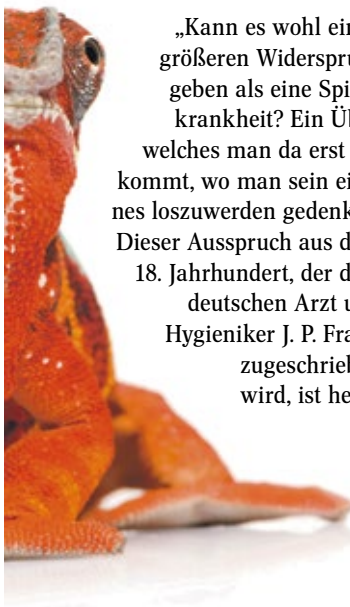 „Kann es wohl ein
größeren Widerspru
geben als eine Spi
krankheit? Ein Üb
welches man da erst
kommt, wo man sein ei
nes loszuwerden gedenk
Dieser Ausspruch aus d
18. Jahrhundert, der d
deutschen Arzt u
Hygieniker J. P. Fra
zugeschrieb
wird, ist he